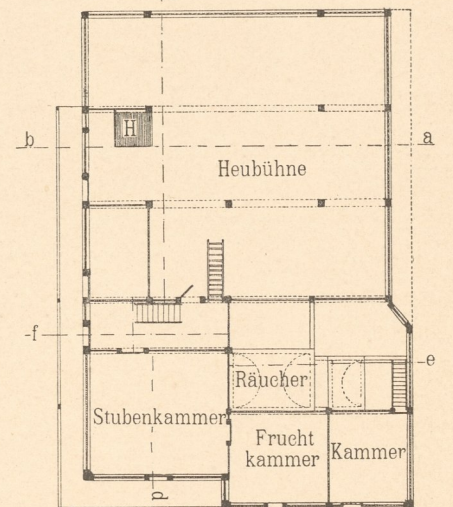 H
b
a
Heubühne
-f
-e
Räucher
Stubenkammer
Frucht
kammer
Kammer
d